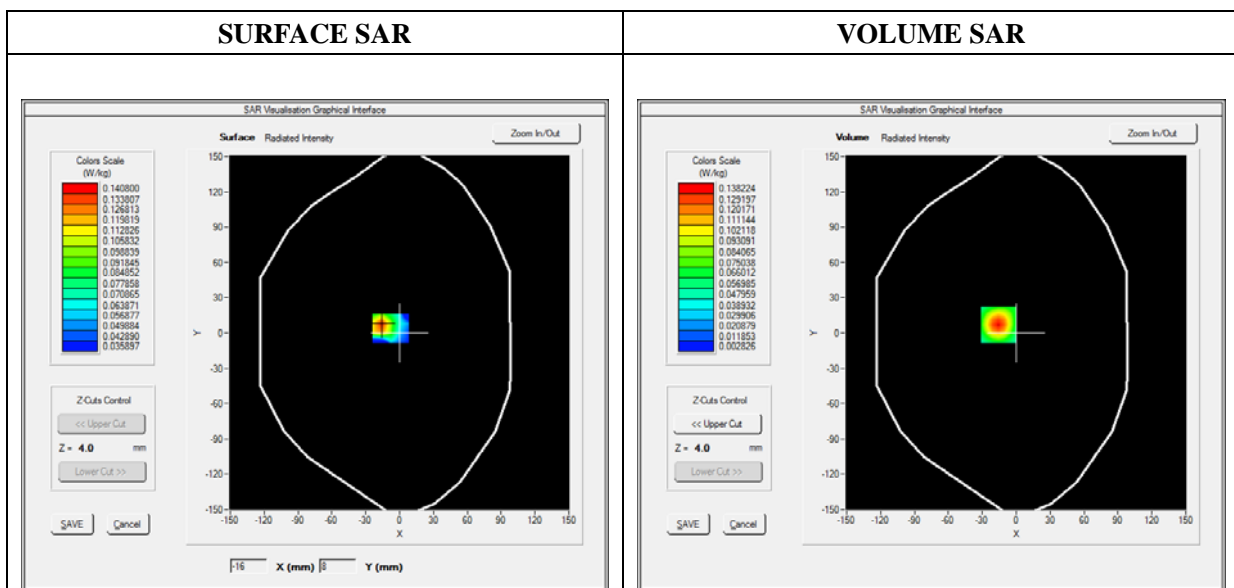 SURFACE SAR
VOLUME SAR
SAR Visualisation Graphical Interface
Surface Radiated Intensity
Zoom In/Out
Colors Scale
(W/kg)
0.140800
0.133807
0.126813
0.119819
0.112826
0.105832
0.098839
0.091845
0.084852
0.077858
0.070865
0.063871
0.056877
0.049884
0.042890
0.035897
Z-Cuts Control
<< Upper Cut
Z = 4.0 mm
Lower Cut >>
SAVE Cancel
150
120
90
60
30
0
-30
-60
-90
-120
-150
Y
-150 -120 -90 -60 -30 0 30 60 90 120 150
X
-16 X (mm) 8 Y (mm)
SAR Visualisation Graphical Interface
Volume Radiated Intensity
Zoom In/Out
Colors Scale
(W/kg)
0.138224
0.129197
0.120171
0.111144
0.102118
0.093091
0.084065
0.075038
0.066012
0.056985
0.047959
0.038932
0.029906
0.020879
0.011853
0.002826
Z-Cuts Control
<< Upper Cut
Z = 4.0 mm
Lower Cut >>
SAVE Cancel
150
120
90
60
30
0
-30
-60
-90
-120
-150
Y
-150 -120 -90 -60 -30 0 30 60 90 120 150
X